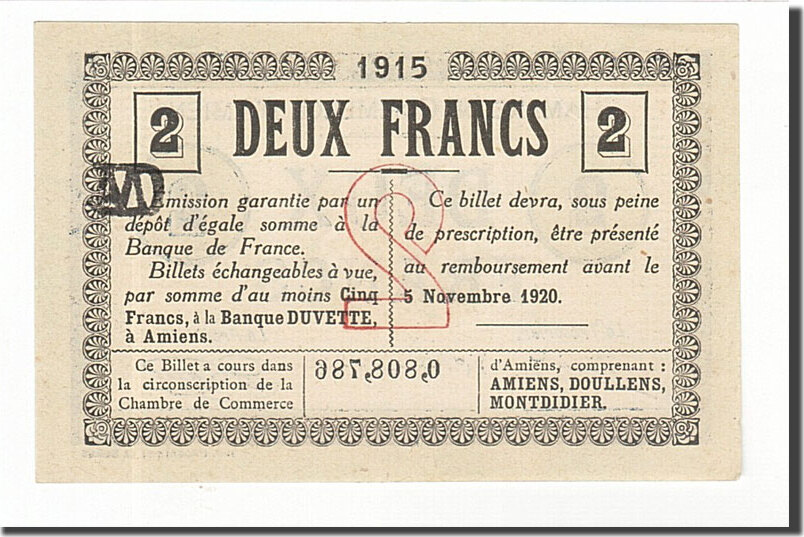 1915
2 DEUX FRANCS 2
2
Emission garantie par un
depôt d'égale somme à la
Banque de France.
Billets échangeables à vue,
par somme d'au moins Cinq
Francs, à la Banque DUVETTE,
à Amiens.
Ce billet devra, sous peine
de prescription, être présenté
au remboursement avant le
5 Novembre 1920.
Ce Billet a cours dans
la circonscription de la
Chambre de Commerce
0,808,786
d'Amiens, comprenant :
AMIENS, DOULLENS,
MONTDIDIER.